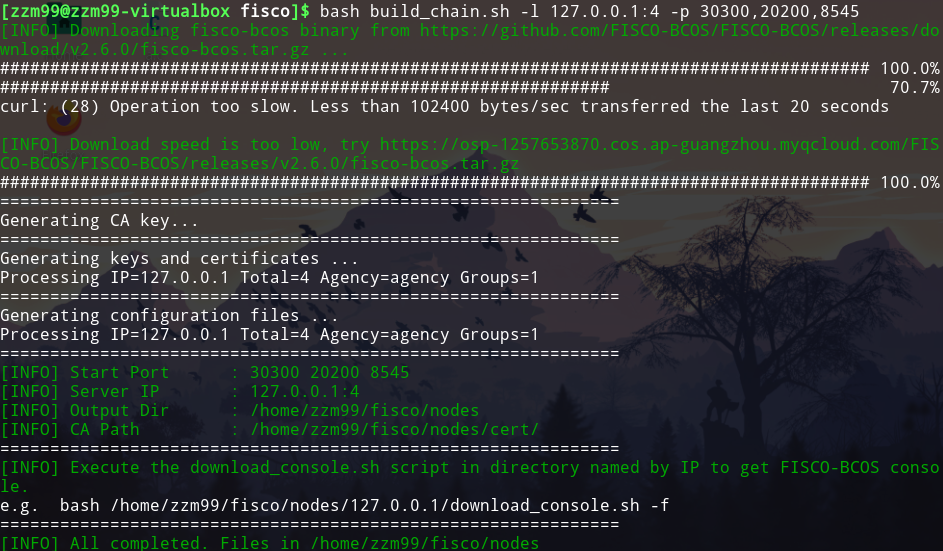 [zzm99@zzm99-virtualbox fisco]$ bash build_chain.sh -l 127.0.0.1:4 -p 30300,20200,8545
[INFO] Downloading fisco-bcos binary from https://github.com/FISCO-BCOS/FISCO-BCOS/releases/do
wnload/v2.6.0/fisco-bcos.tar.gz ...
####################################################################################### 100.0%
#############################################################                            70.7%
curl: (28) Operation too slow. Less than 102400 bytes/sec transferred the last 20 seconds
[INFO] Download speed is too low, try https://osp-1257653870.cos.ap-guangzhou.myqcloud.com/FIS
CO-BCOS/FISCO-BCOS/releases/v2.6.0/fisco-bcos.tar.gz
####################################################################################### 100.0%
==============================================================
Generating CA key...
==============================================================
Generating keys and certificates ...
Processing IP=127.0.0.1 Total=4 Agency=agency Groups=1
==============================================================
Generating configuration files ...
Processing IP=127.0.0.1 Total=4 Agency=agency Groups=1
==============================================================
[INFO] Start Port      : 30300 20200 8545
[INFO] Server IP       : 127.0.0.1:4
[INFO] Output Dir      : /home/zzm99/fisco/nodes
[INFO] CA Path         : /home/zzm99/fisco/nodes/cert/
==============================================================
[INFO] Execute the download_console.sh script in directory named by IP to get FISCO-BCOS conso
le.
e.g.  bash /home/zzm99/fisco/nodes/127.0.0.1/download_console.sh -f
==============================================================
[INFO] All completed. Files in /home/zzm99/fisco/nodes